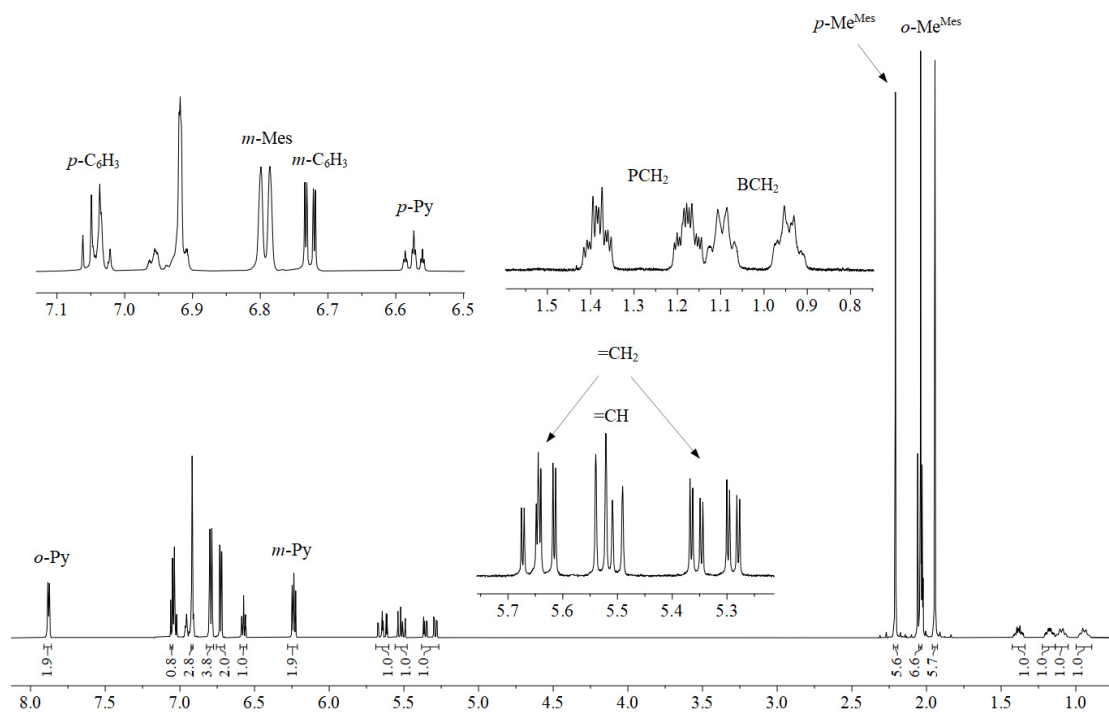 p-MeMes o-MeMes
p-C6H3 m-Mes m-C6H3 p-Py
7.1 7.0 6.9 6.8 6.7 6.6 6.5
PCH2 BCH2
1.5 1.4 1.3 1.2 1.1 1.0 0.9 0.8
=CH2
=CH
5.7 5.6 5.5 5.4 5.3
o-Py m-Py
1.9 0.8 2.8 3.8 2.0 1.0 1.9 1.0 1.0 1.0 5.6 6.6 5.7 1.0 1.0 1.0 1.0
8.0 7.5 7.0 6.5 6.0 5.5 5.0 4.5 4.0 3.5 3.0 2.5 2.0 1.5 1.0